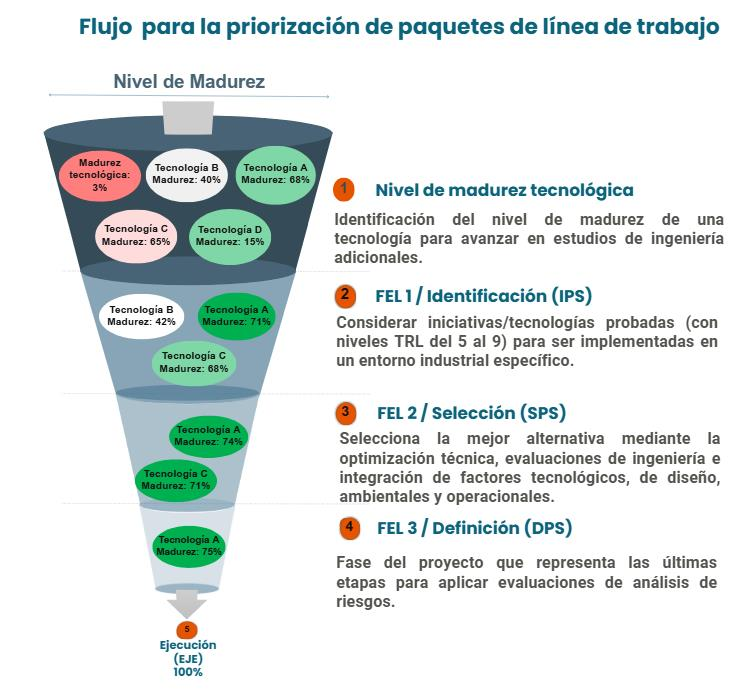 Flujo para la priorización de paquetes de línea de trabajo
Nivel de Madurez
Madurez
tecnológica:
3%
Tecnología B
Madurez: 40%
Tecnología A
Madurez: 68%
Tecnología C
Madurez: 65%
Tecnología D
Madurez: 15%
Tecnología B
Madurez: 42%
Tecnología A
Madurez: 71%
Tecnología C
Madurez: 68%
Tecnología A
Madurez: 74%
Tecnología C
Madurez: 71%
Tecnología A
Madurez: 75%
5
Ejecución
(EJE)
100%
1 Nivel de madurez tecnológica
Identificación del nivel de madurez de una
tecnología para avanzar en estudios de ingeniería
adicionales.
2 FEL 1 / Identificación (IPS)
Considerar iniciativas/tecnologías probadas (con
niveles TRL del 5 al 9) para ser implementadas en
un entorno industrial específico.
3 FEL 2 / Selección (SPS)
Selecciona la mejor alternativa mediante la
optimización técnica, evaluaciones de ingeniería e
integración de factores tecnológicos, de diseño,
ambientales y operacionales.
4 FEL 3 / Definición (DPS)
Fase del proyecto que representa las últimas
etapas para aplicar evaluaciones de análisis de
riesgos.